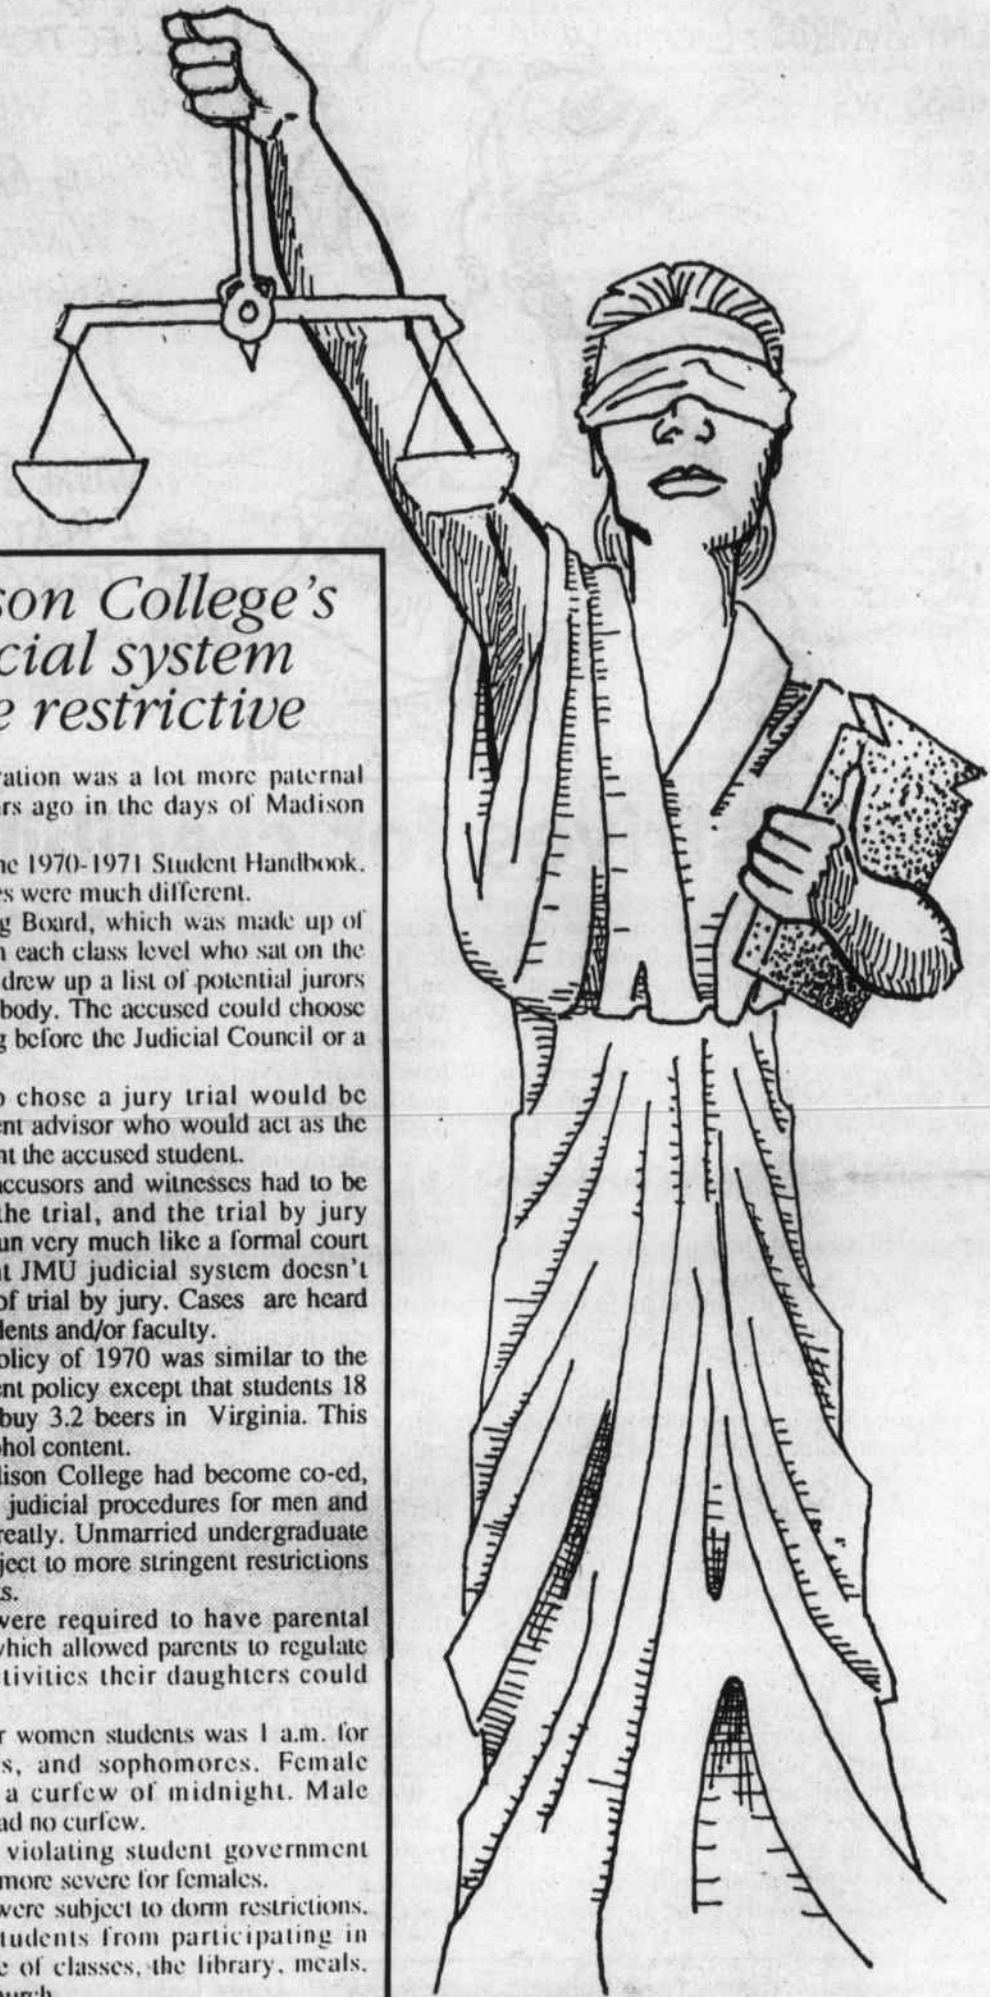 son College's
cial system
e restrictive
ration was a lot more paternal
ars ago in the days of Madison
he 1970-1971 Student Handbook.
es were much different.
g Board, which was made up of
n each class level who sat on the
drew up a list of potential jurors
body. The accused could choose
g before the Judicial Council or a
o chose a jury trial would be
ent advisor who would act as the
nt the accused student.
accusors and witnesses had to be
the trial, and the trial by jury
un very much like a formal court
nt JMU judicial system doesn't
of trial by jury. Cases are heard
dents and/or faculty.
olicy of 1970 was similar to the
ent policy except that students 18
buy 3.2 beers in Virginia. This
ohol content.
dison College had become co-ed,
judicial procedures for men and
reatly. Unmarried undergraduate
ject to more stringent restrictions
s.
were required to have parental
which allowed parents to regulate
tivities their daughters could
r women students was 1 a.m. for
s, and sophomores. Female
a curfew of midnight. Male
ad no curfew.
violating student government
more severe for females.
were subject to dorm restrictions.
tudents from participating in
e of classes, the library, meals,
urch